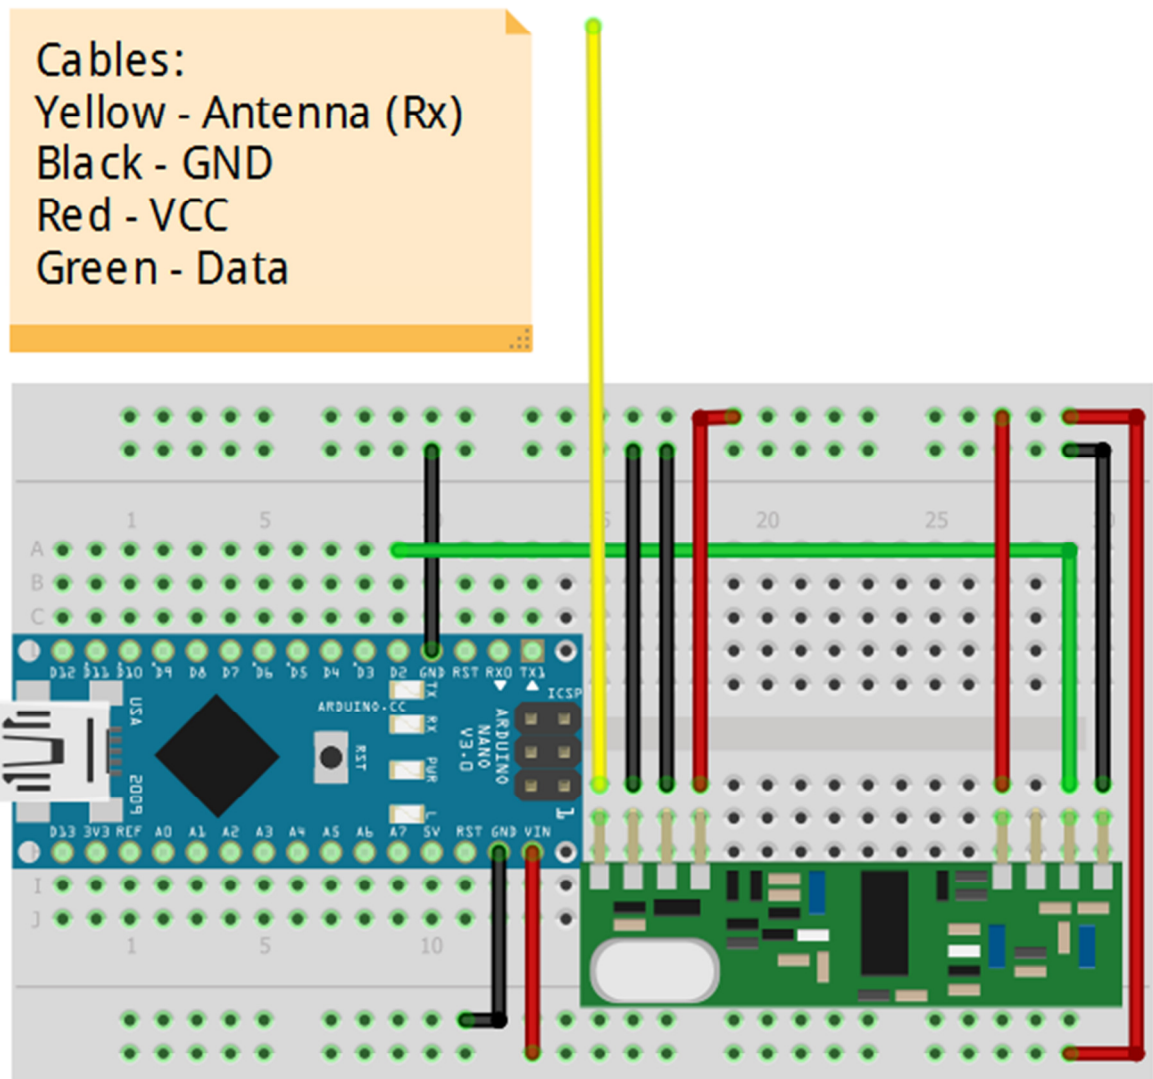 Cables:
Yellow - Antenna (Rx)
Black - GND
Red - VCC
Green - Data
1 5 20 25
A
B
C
D12 D11 D10 D9 D8 D7 D6 D5 D4 D3 D2 GND RST RX0 TX1
TX
RX
PWR
L
ARDUINO.CC
RST
USA
2009
ARDUINO
NANO
V3.0
ICSP
1
D13 3V3 REF A0 A1 A2 A3 A4 A5 A6 A7 5V RST GND VIN
I
J
1 5 10